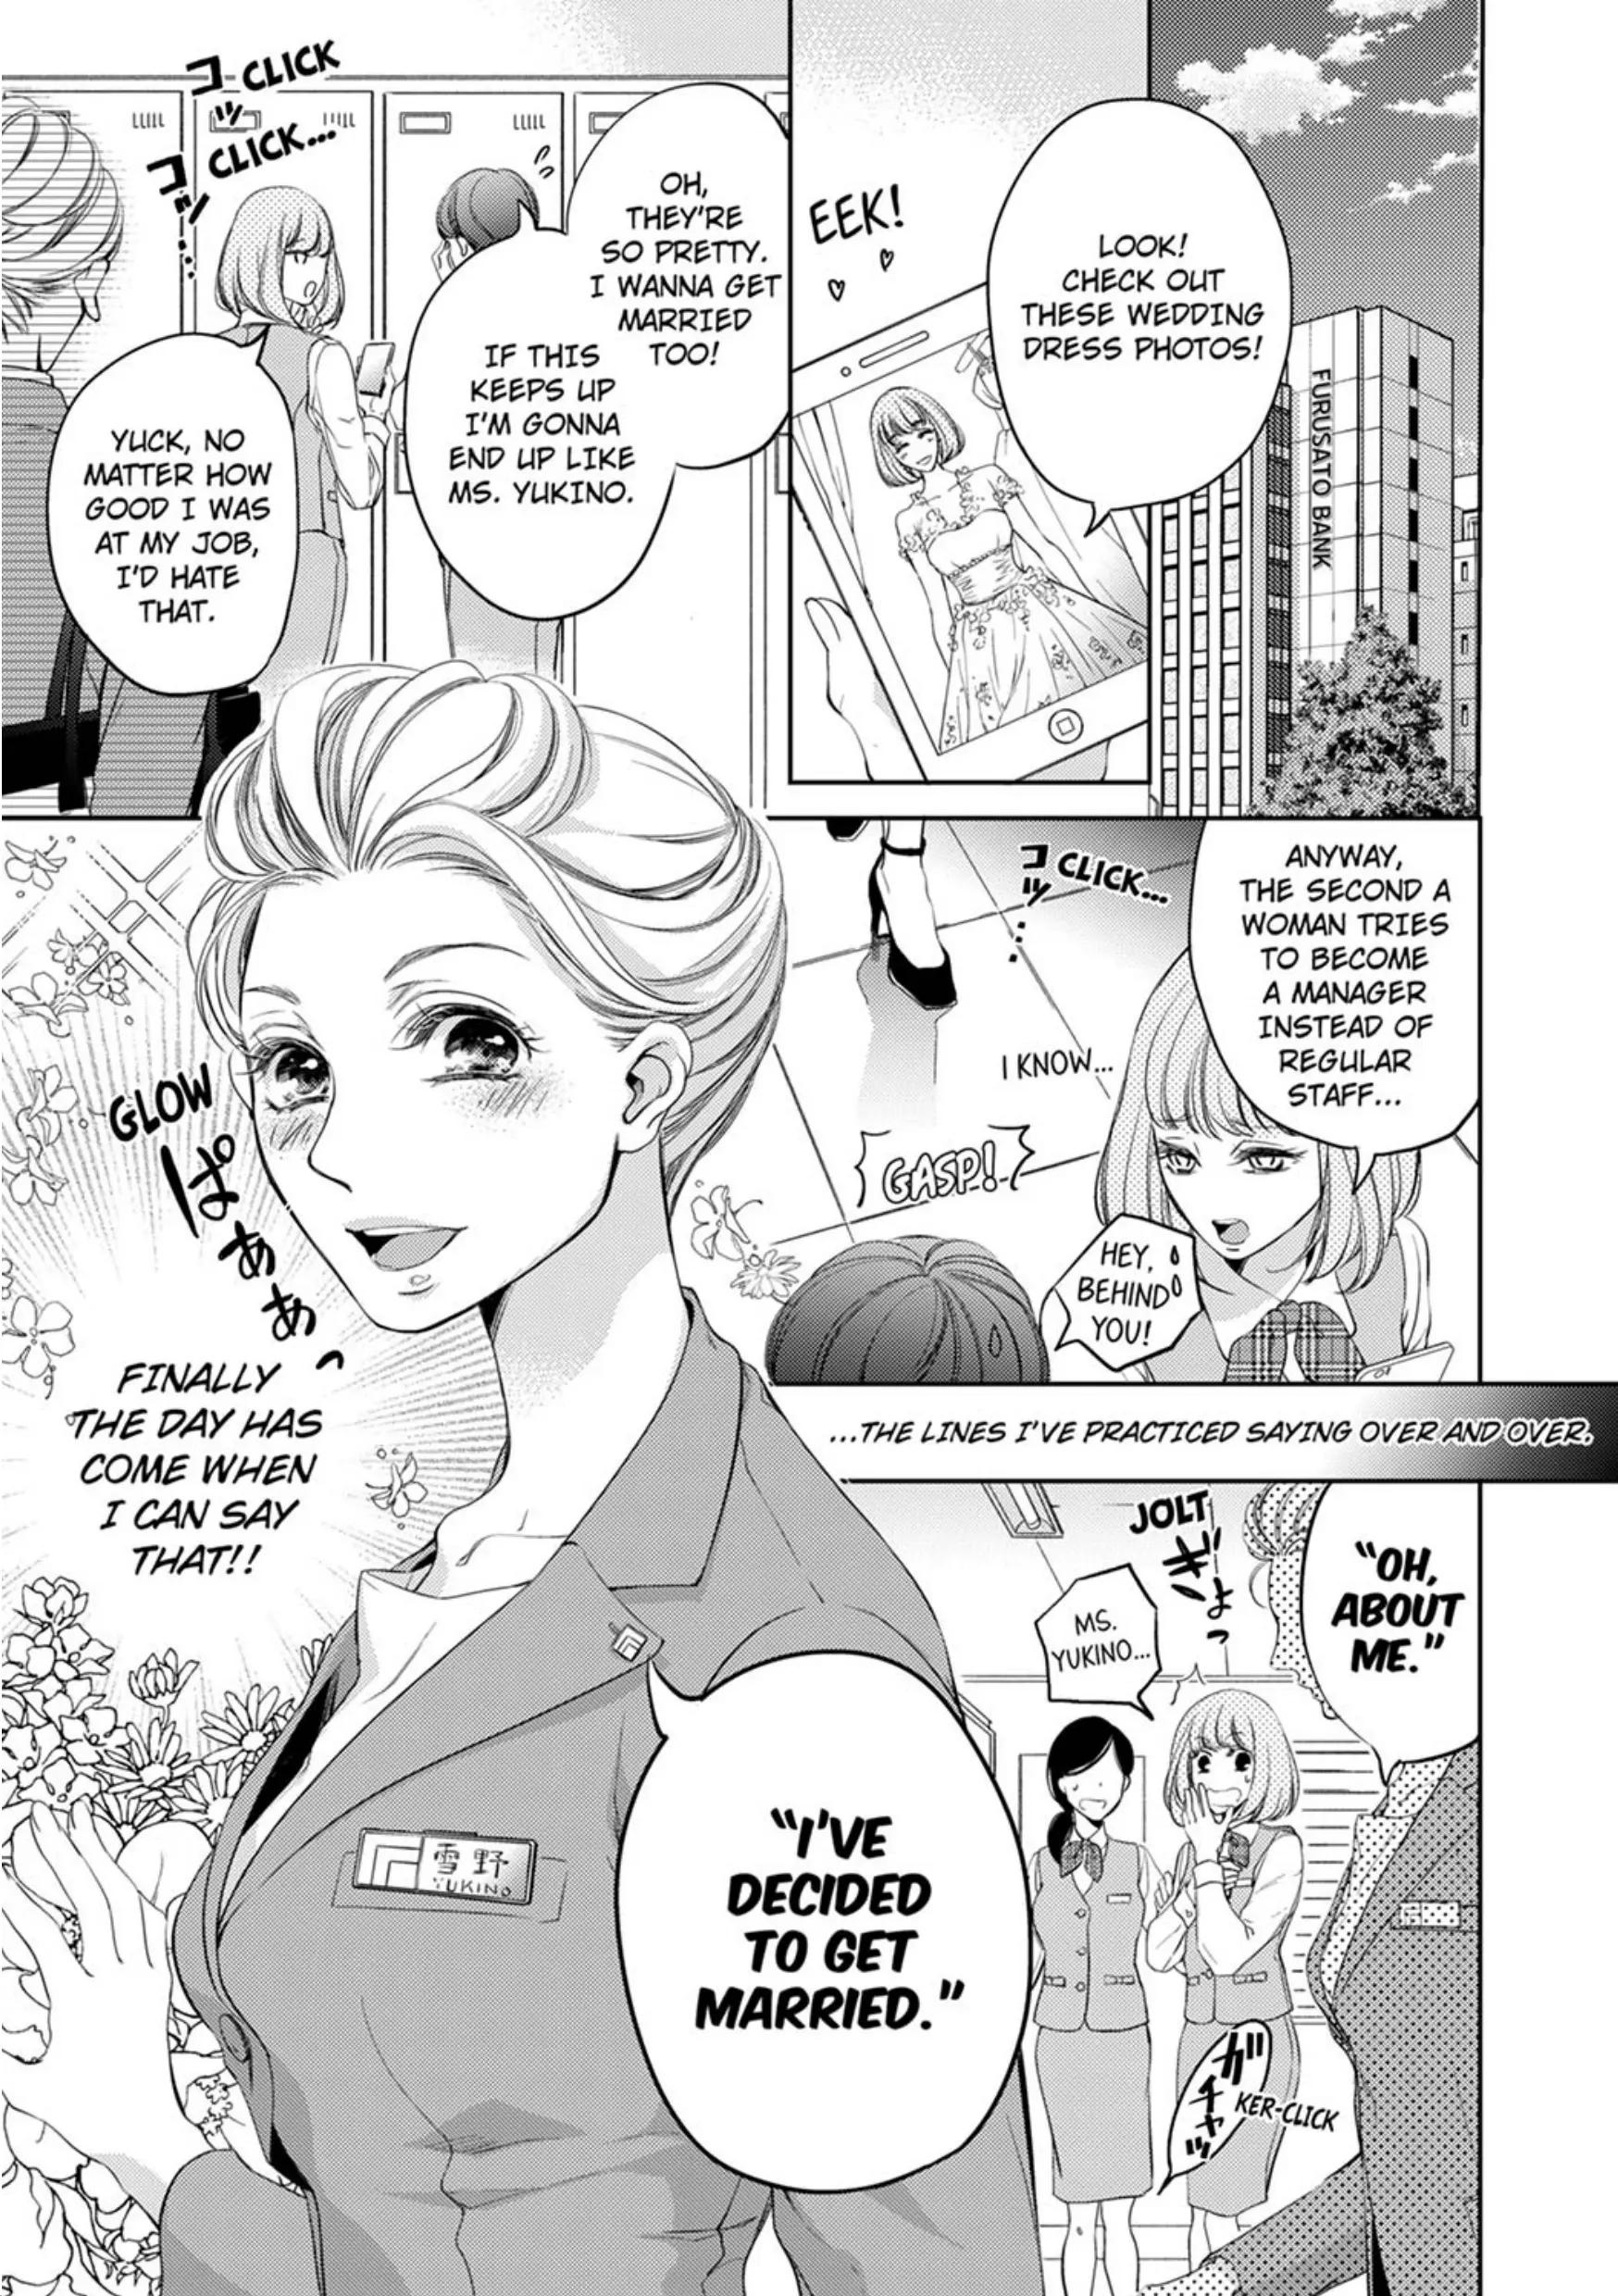 FURUSATO BANK
LOOK!
CHECK OUT
THESE WEDDING
DRESS PHOTOS!
EEK!
OH,
THEY'RE
SO PRETTY.
I WANNA GET
MARRIED
TOO!
IF THIS
KEEPS UP
I'M GONNA
END UP LIKE
MS. YUKINO.
コッ
CLICK
コッ…
CLICK...
YUCK, NO
MATTER HOW
GOOD I WAS
AT MY JOB,
I'D HATE
THAT.
ANYWAY,
THE SECOND A
WOMAN TRIES
TO BECOME
A MANAGER
INSTEAD OF
REGULAR
STAFF...
コッ…
CLICK...
I KNOW...
GASP!
HEY,
BEHIND
YOU!
...THE LINES I'VE PRACTICED SAYING OVER AND OVER.
"OH,
ABOUT
ME."
JOLT
ぎょっ
MS.
YUKINO...
ガチャッ
KER-CLICK
GLOW
ぱぁぁぁっ
FINALLY
THE DAY HAS
COME WHEN
I CAN SAY
THAT!!
雪野
YUKINO
"I'VE
DECIDED
TO GET
MARRIED."